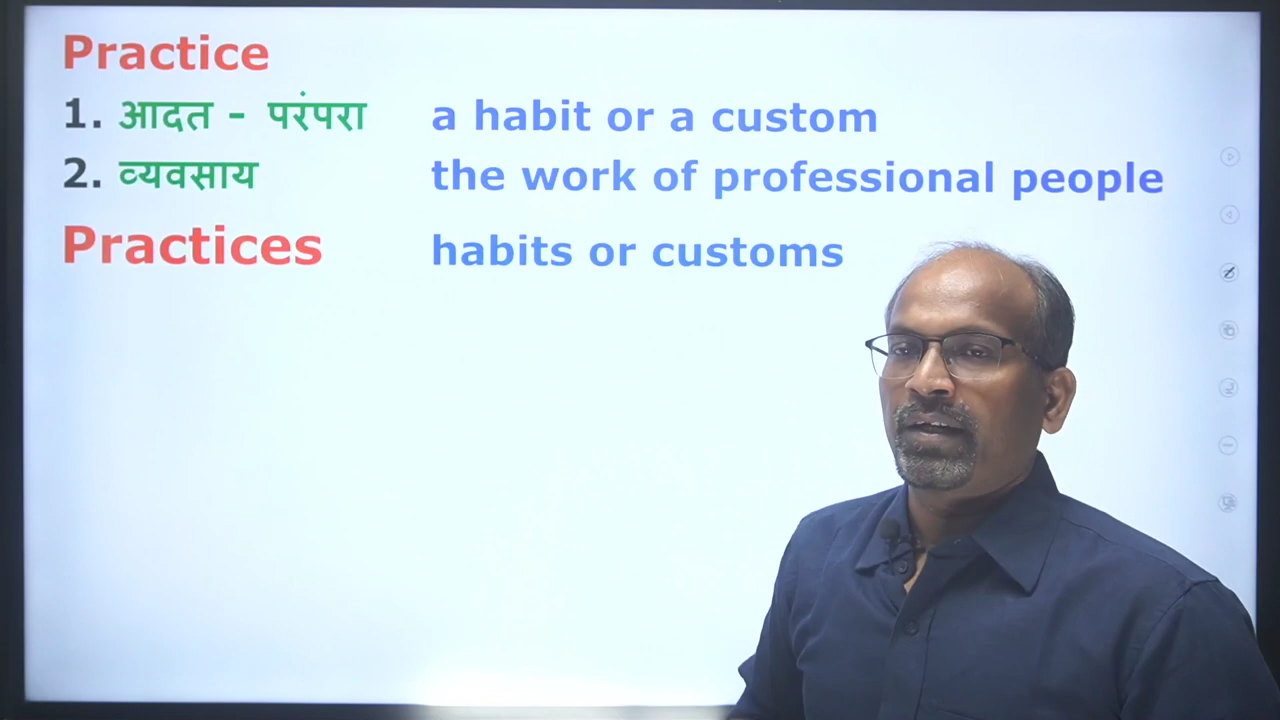 Practice
1. आदत - परंपरा a habit or a custom
2. व्यवसाय the work of professional people
Practices habits or customs